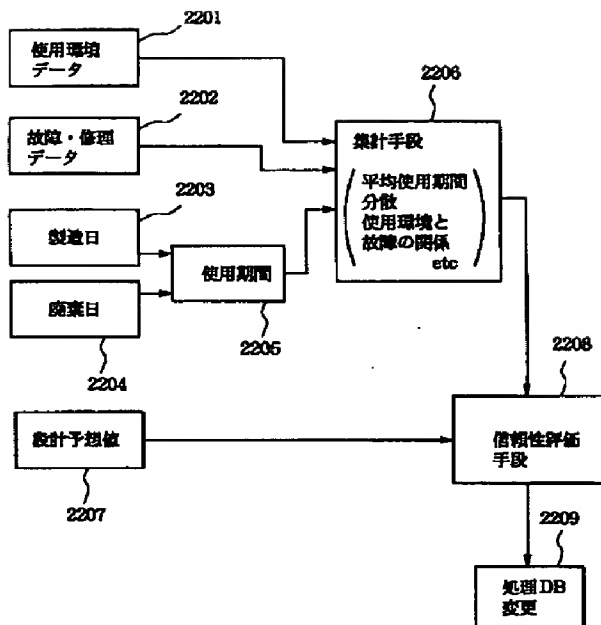 2201
使用環境
データ
2202
故障・修理
データ
2203
製造日
廃棄日
2204
使用期間
2205
2206
集計手段
平均使用期間
分散
使用環境と
故障の関係
etc
設計予想値
2207
2208
信頼性評価
手段
2209
処理DB
変更